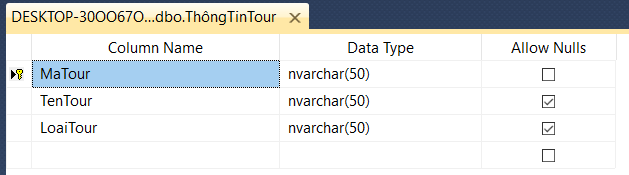 DESKTOP-30OO67O...dbo.ThôngTinTour
Column Name Data Type Allow Nulls
MaTour nvarchar(50)
TenTour nvarchar(50)
LoaiTour nvarchar(50)